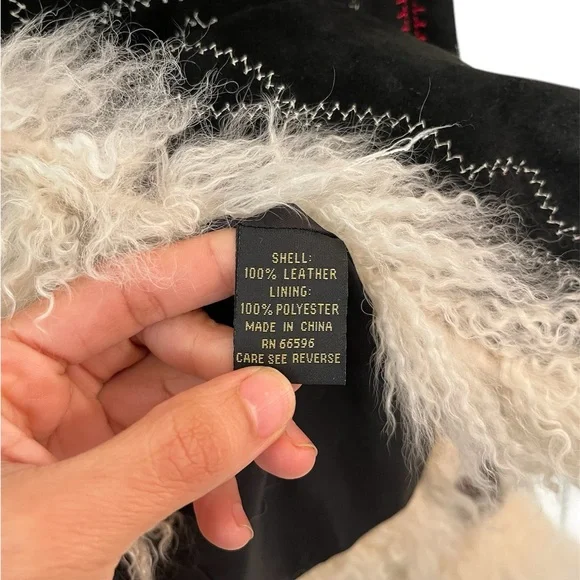 SHELL:
100% LEATHER
LINING:
100% POLYESTER
MADE IN CHINA
RN 66596
CARE SEE REVERSE